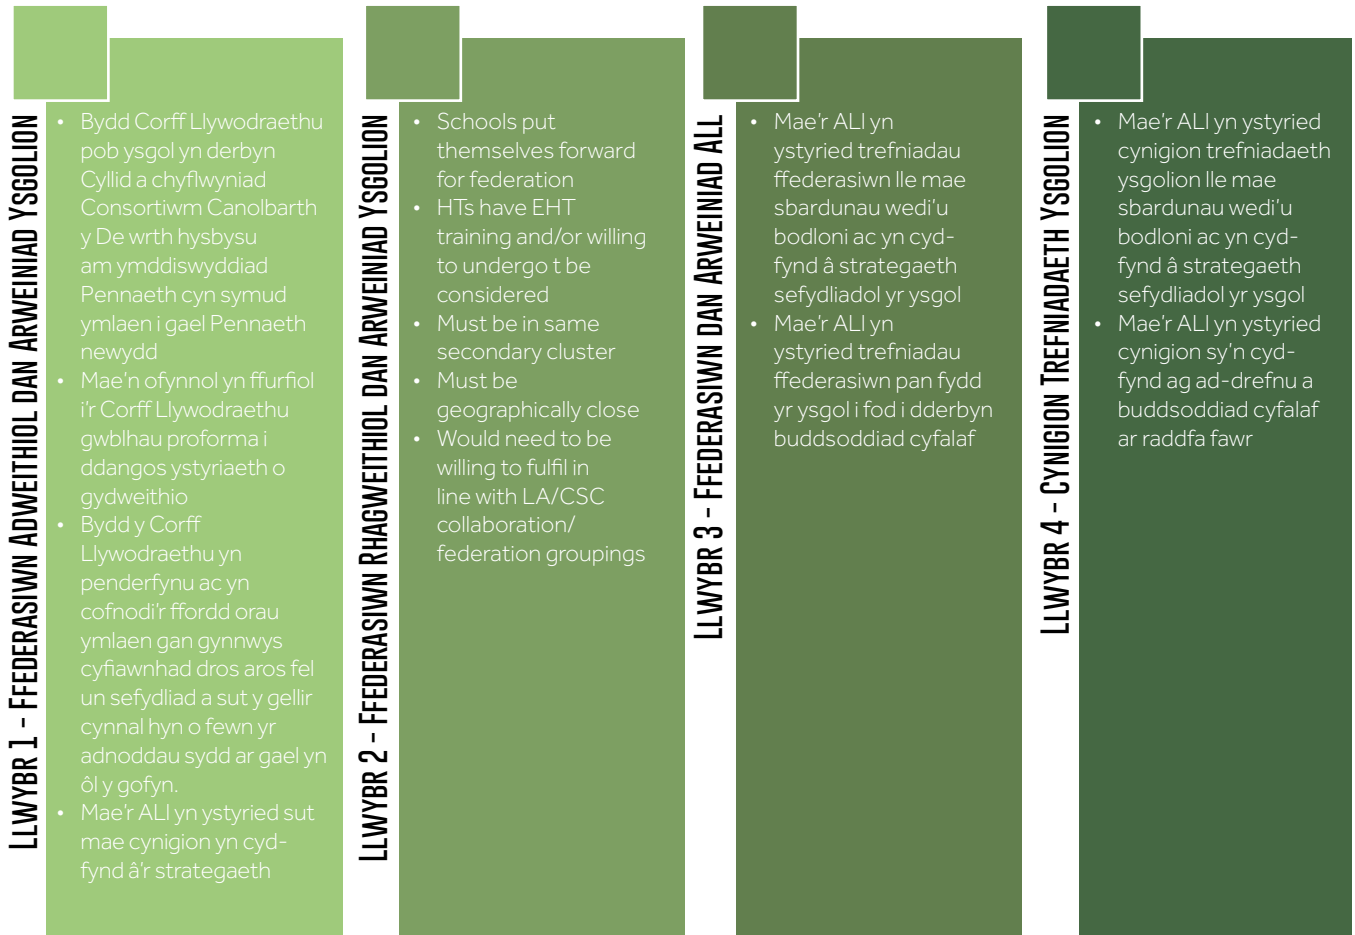 LLWYBR 1 – FFEDERASIWN ADWEITHIOL DAN ARWEINIAD YSGOLION
• Bydd Corff Llywodraethu
pob ysgol yn derbyn
Cyllid a chyflwyniad
Consortiwm Canolbarth
y De wrth hysbysu
am ymddiswyddiad
Pennaeth cyn symud
ymlaen i gael Pennaeth
newydd
• Mae'n ofynnol yn ffurfiol
i'r Corff Llywodraethu
gwblhau proforma i
ddangos ystyriaeth o
gydweithio
• Bydd y Corff
Llywodraethu yn
penderfynu ac yn
cofnodi'r ffordd orau
ymlaen gan gynnwys
cyfiawnhad dros aros fel
un sefydliad a sut y gellir
cynnal hyn o fewn yr
adnoddau sydd ar gael yn
ôl y gofyn.
• Mae'r ALl yn ystyried sut
mae cynigion yn cyd-
fynd â'r strategaeth
LLWYBR 2 – FFEDERASIWN RHAGWEITHIOL DAN ARWEINIAD YSGOLION
• Schools put
themselves forward
for federation
• HTs have EHT
training and/or willing
to undergo t be
considered
• Must be in same
secondary cluster
• Must be
geographically close
• Would need to be
willing to fulfil in
line with LA/CSC
collaboration/
federation groupings
LLWYBR 3 – FFEDERASIWN DAN ARWEINIAD ALL
• Mae'r ALl yn
ystyried trefniadau
ffederasiwn lle mae
sbardunau wedi'u
bodloni ac yn cyd-
fynd â strategaeth
sefydliadol yr ysgol
• Mae'r ALl yn
ystyried trefniadau
ffederasiwn pan fydd
yr ysgol i fod i dderbyn
buddsoddiad cyfalaf
LLWYBR 4 – CYNIGION TREFNIADAETH YSGOLION
• Mae'r ALl yn ystyried
cynigion trefniadaeth
ysgolion lle mae
sbardunau wedi'u
bodloni ac yn cyd-
fynd â strategaeth
sefydliadol yr ysgol
• Mae'r ALl yn ystyried
cynigion sy'n cyd-
fynd ag ad-drefnu a
buddsoddiad cyfalaf
ar raddfa fawr